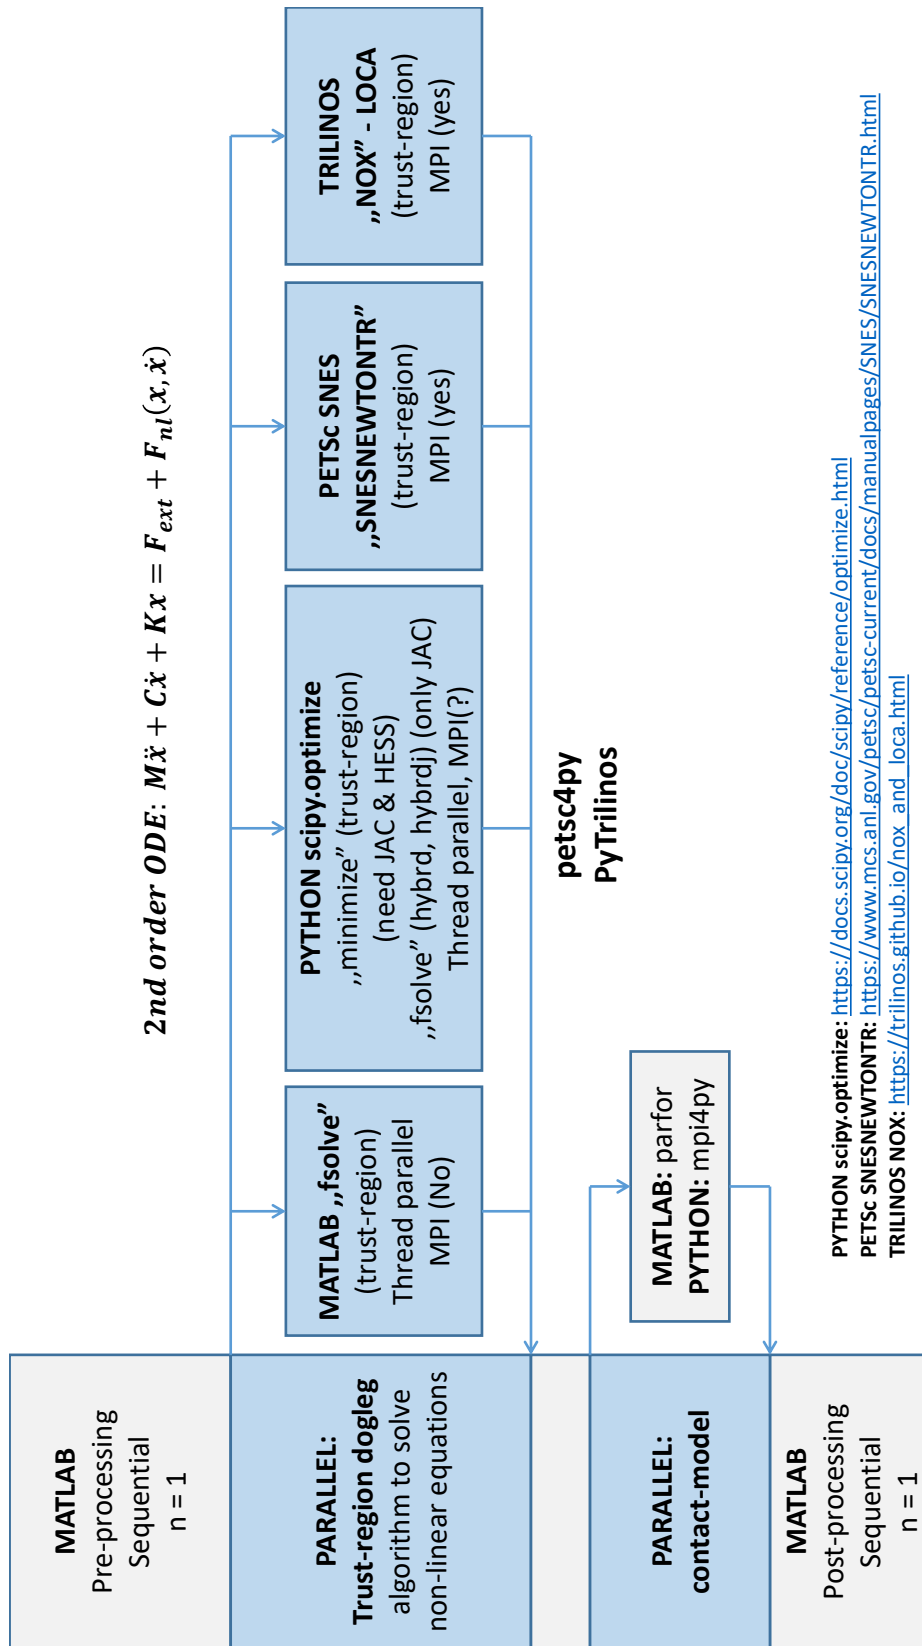 2nd order ODE: Mẍ + Cẋ + Kx = F_ext + F_nl(x, ẋ)
MATLAB
Pre-processing
Sequential
n = 1
PARALLEL:
Trust-region dogleg
algorithm to solve
non-linear equations
MATLAB „fsolve”
(trust-region)
Thread parallel
MPI (No)
PYTHON scipy.optimize
„minimize” (trust-region)
(need JAC & HESS)
„fsolve” (hybrd, hybrdj) (only JAC)
Thread parallel, MPI(?)
PETSc SNES
„SNESNEWTONTR”
(trust-region)
MPI (yes)
TRILINOS
„NOX” - LOCA
(trust-region)
MPI (yes)
petsc4py
PyTrilinos
PARALLEL:
contact-model
MATLAB: parfor
PYTHON: mpi4py
MATLAB
Post-processing
Sequential
n = 1
PYTHON scipy.optimize: https://docs.scipy.org/doc/scipy/reference/optimize.html
PETSc SNESNEWTONTR: https://www.mcs.anl.gov/petsc/petsc-current/docs/manualpages/SNES/SNESNEWTONTR.html
TRILINOS NOX: https://trilinos.github.io/nox_and_loca.html